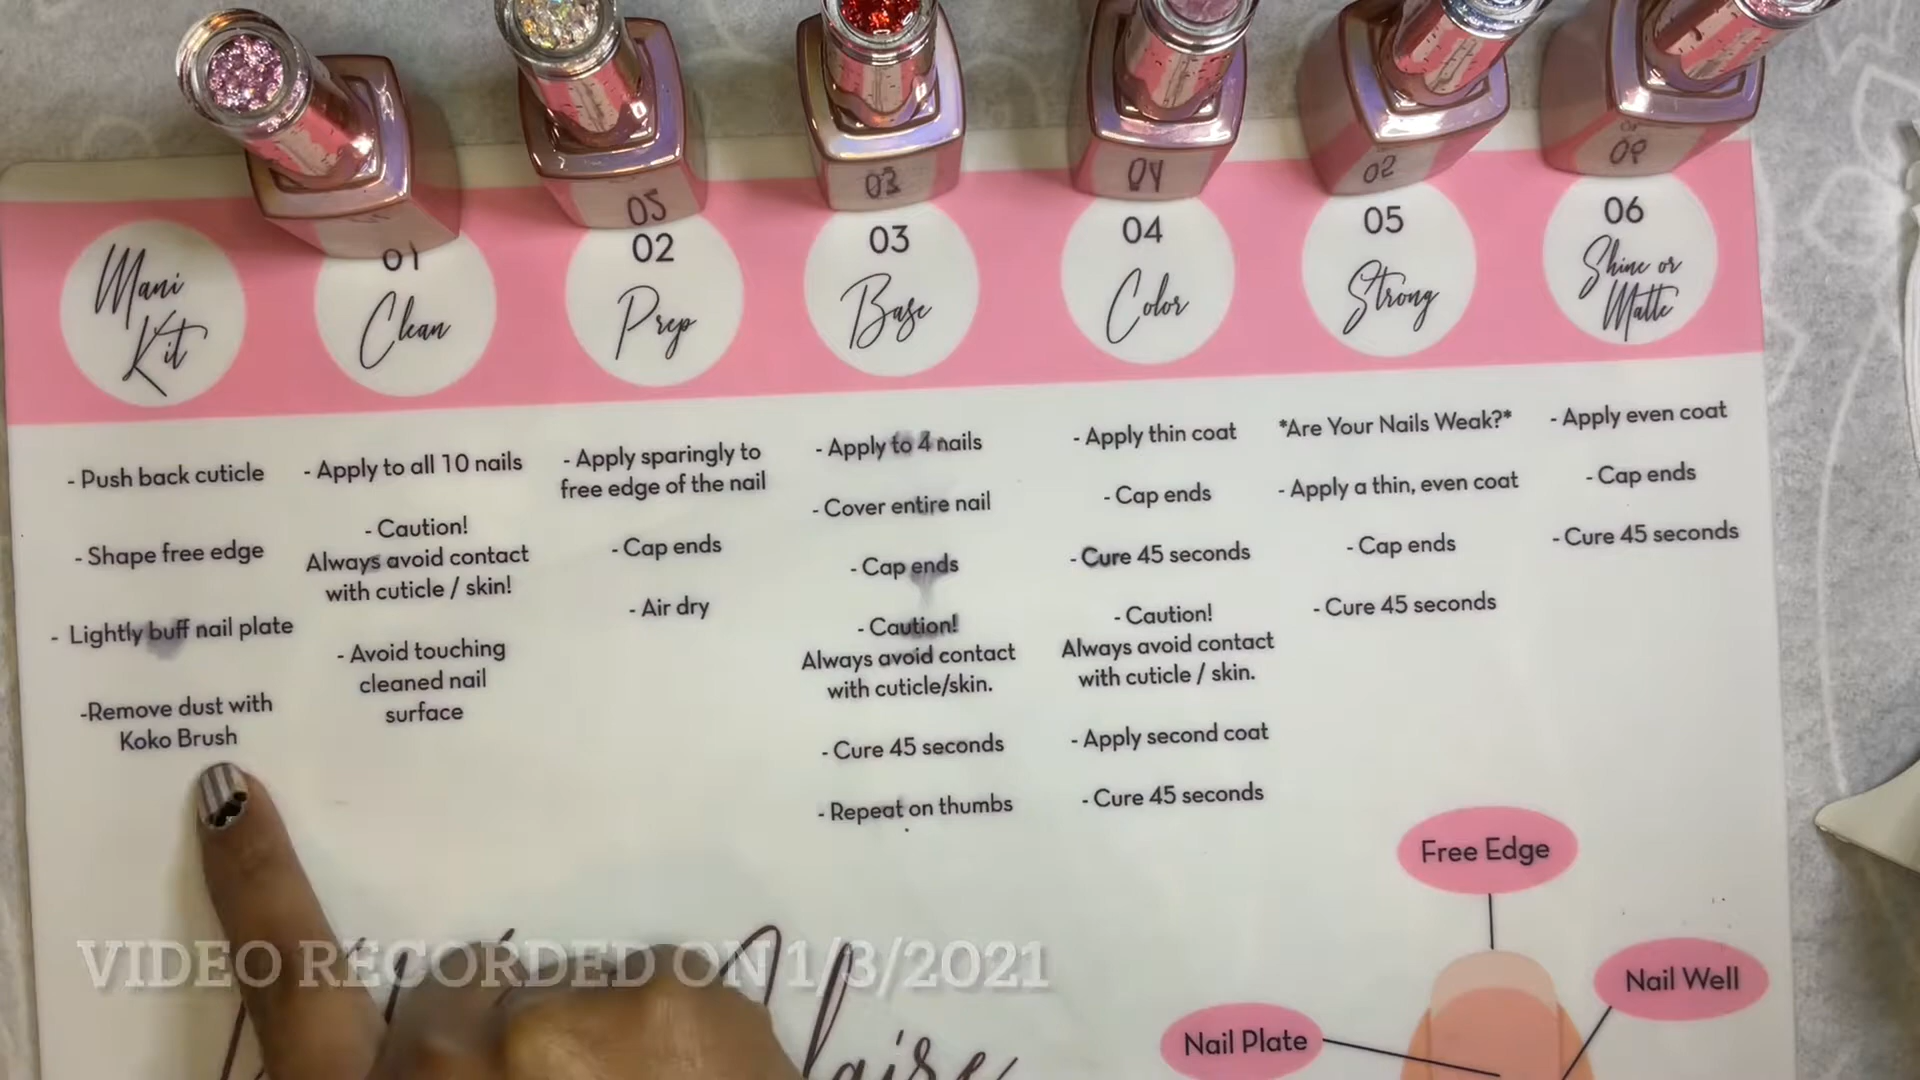 02
03
04
Mani
Kit
01
Clean
02
Prep
03
Base
04
Color
05
Strong
06
Shine or
Matte
- Push back cuticle
- Shape free edge
- Lightly buff nail plate
-Remove dust with
Koko Brush
- Apply to all 10 nails
- Caution!
Always avoid contact
with cuticle / skin!
- Avoid touching
cleaned nail
surface
- Apply sparingly to
free edge of the nail
- Cap ends
- Air dry
- Apply to 4 nails
- Cover entire nail
- Cap ends
- Caution!
Always avoid contact
with cuticle/skin.
- Cure 45 seconds
- Repeat on thumbs
- Apply thin coat
- Cap ends
- Cure 45 seconds
- Caution!
Always avoid contact
with cuticle / skin.
- Apply second coat
- Cure 45 seconds
*Are Your Nails Weak?*
- Apply a thin, even coat
- Cap ends
- Cure 45 seconds
- Apply even coat
- Cap ends
- Cure 45 seconds
Free Edge
Nail Well
Nail Plate
VIDEO RECORDED ON 1/3/2021